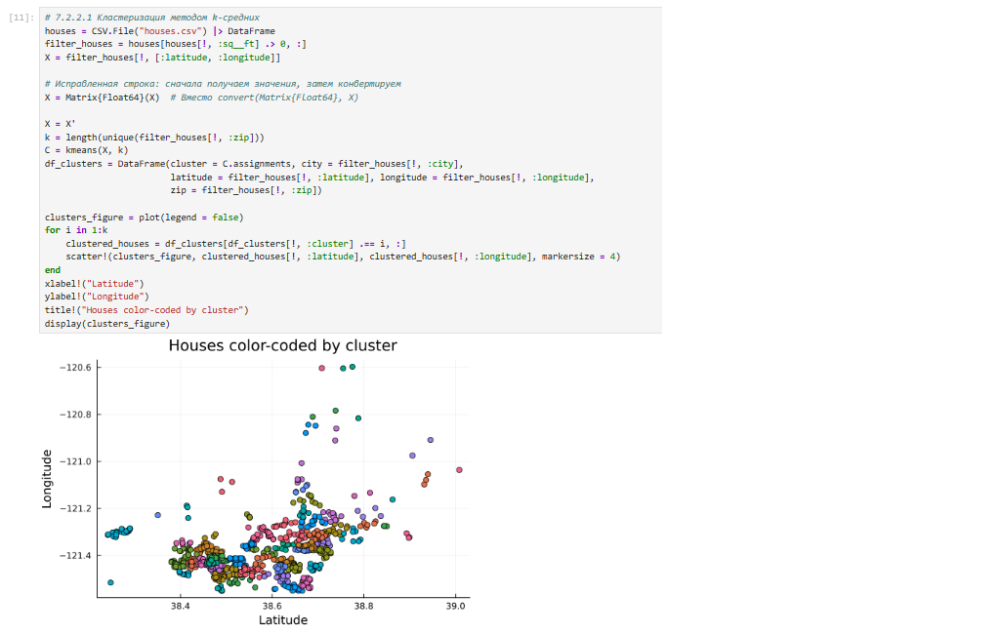 [11]:
# 7.2.2.1 Кластеризация методом k-средних
houses = CSV.File("houses.csv") |> DataFrame
filter_houses = houses[houses[!, :sq__ft] .> 0, :]
X = filter_houses[!, [:latitude, :longitude]]
# Исправленная строка: сначала получаем значения, затем конвертируем
X = Matrix{Float64}(X)  # Вместо convert(Matrix{Float64}, X)
X = X'
k = length(unique(filter_houses[!, :zip]))
C = kmeans(X, k)
df_clusters = DataFrame(cluster = C.assignments, city = filter_houses[!, :city],
latitude = filter_houses[!, :latitude], longitude = filter_houses[!, :longitude],
zip = filter_houses[!, :zip])
clusters_figure = plot(legend = false)
for i in 1:k
clustered_houses = df_clusters[df_clusters[!, :cluster] .== i, :]
scatter!(clusters_figure, clustered_houses[!, :latitude], clustered_houses[!, :longitude], markersize = 4)
end
xlabel!("Latitude")
ylabel!("Longitude")
title!("Houses color-coded by cluster")
display(clusters_figure)
Houses color-coded by cluster
−120.6
−120.8
−121.0
−121.2
−121.4
Longitude
38.4 38.6 38.8 39.0
Latitude